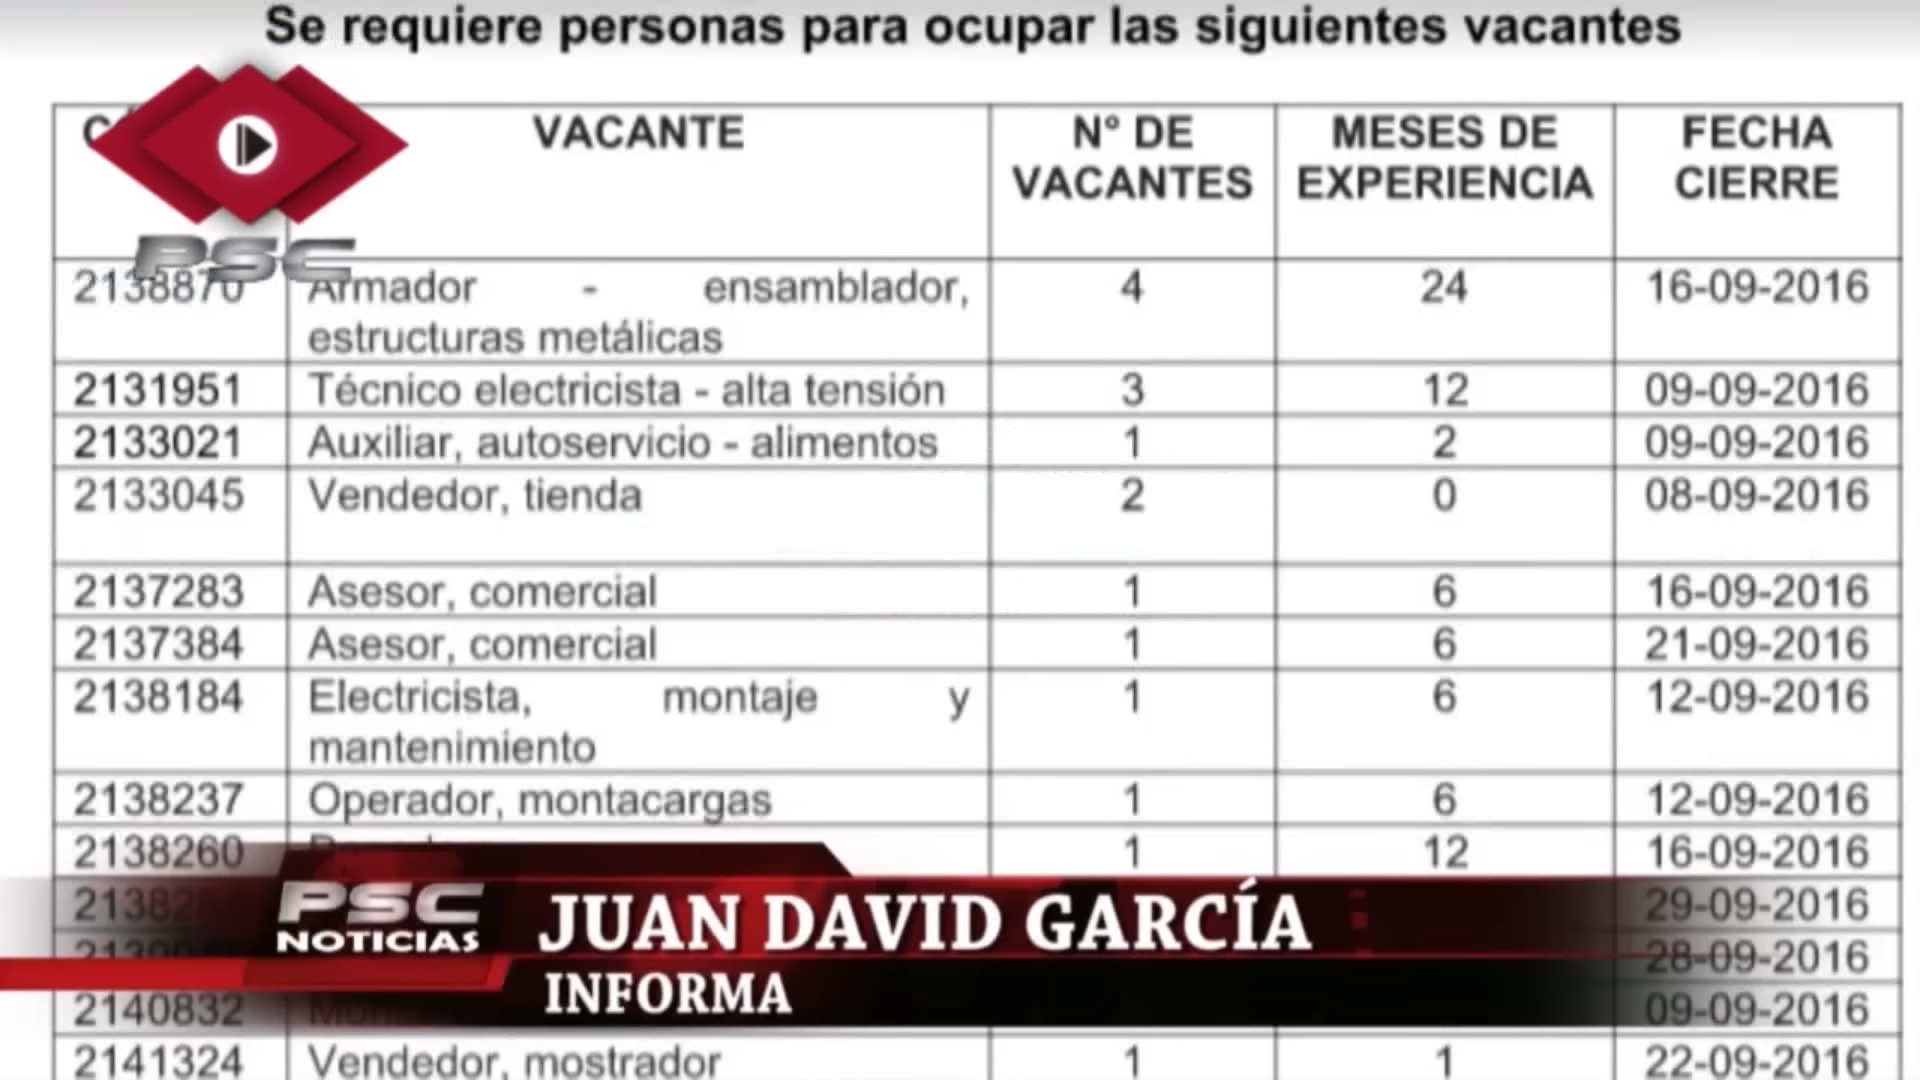 Se requiere personas para ocupar las siguientes vacantes
VACANTE N° DE VACANTES MESES DE EXPERIENCIA FECHA CIERRE
PSC
2138870 Armador - ensamblador, estructuras metálicas 4 24 16-09-2016
2131951 Técnico electricista - alta tensión 3 12 09-09-2016
2133021 Auxiliar, autoservicio - alimentos 1 2 09-09-2016
2133045 Vendedor, tienda 2 0 08-09-2016
2137283 Asesor, comercial 1 6 16-09-2016
2137384 Asesor, comercial 1 6 21-09-2016
2138184 Electricista, montaje y mantenimiento 1 6 12-09-2016
2138237 Operador, montacargas 1 6 12-09-2016
2138260 1 12 16-09-2016
29-09-2016
28-09-2016
2140832 09-09-2016
PSC NOTICIAS
JUAN DAVID GARCÍA
INFORMA
2141324 Vendedor, mostrador 1 1 22-09-2016